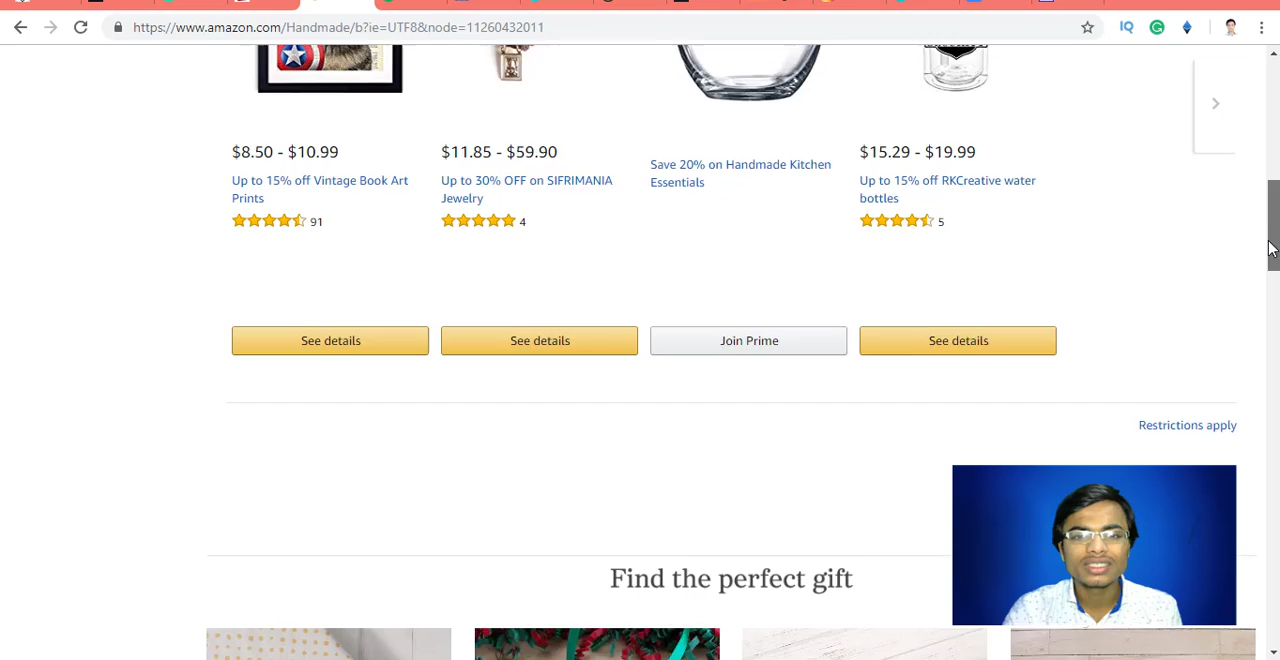 https://www.amazon.com/Handmade/b?ie=UTF8&node=11260432011
$8.50 - $10.99
Up to 15% off Vintage Book Art
Prints
91
$11.85 - $59.90
Up to 30% OFF on SIFRIMANIA
Jewelry
4
Save 20% on Handmade Kitchen
Essentials
$15.29 - $19.99
Up to 15% off RKCreative water
bottles
5
See details
See details
Join Prime
See details
Restrictions apply
Find the perfect gift